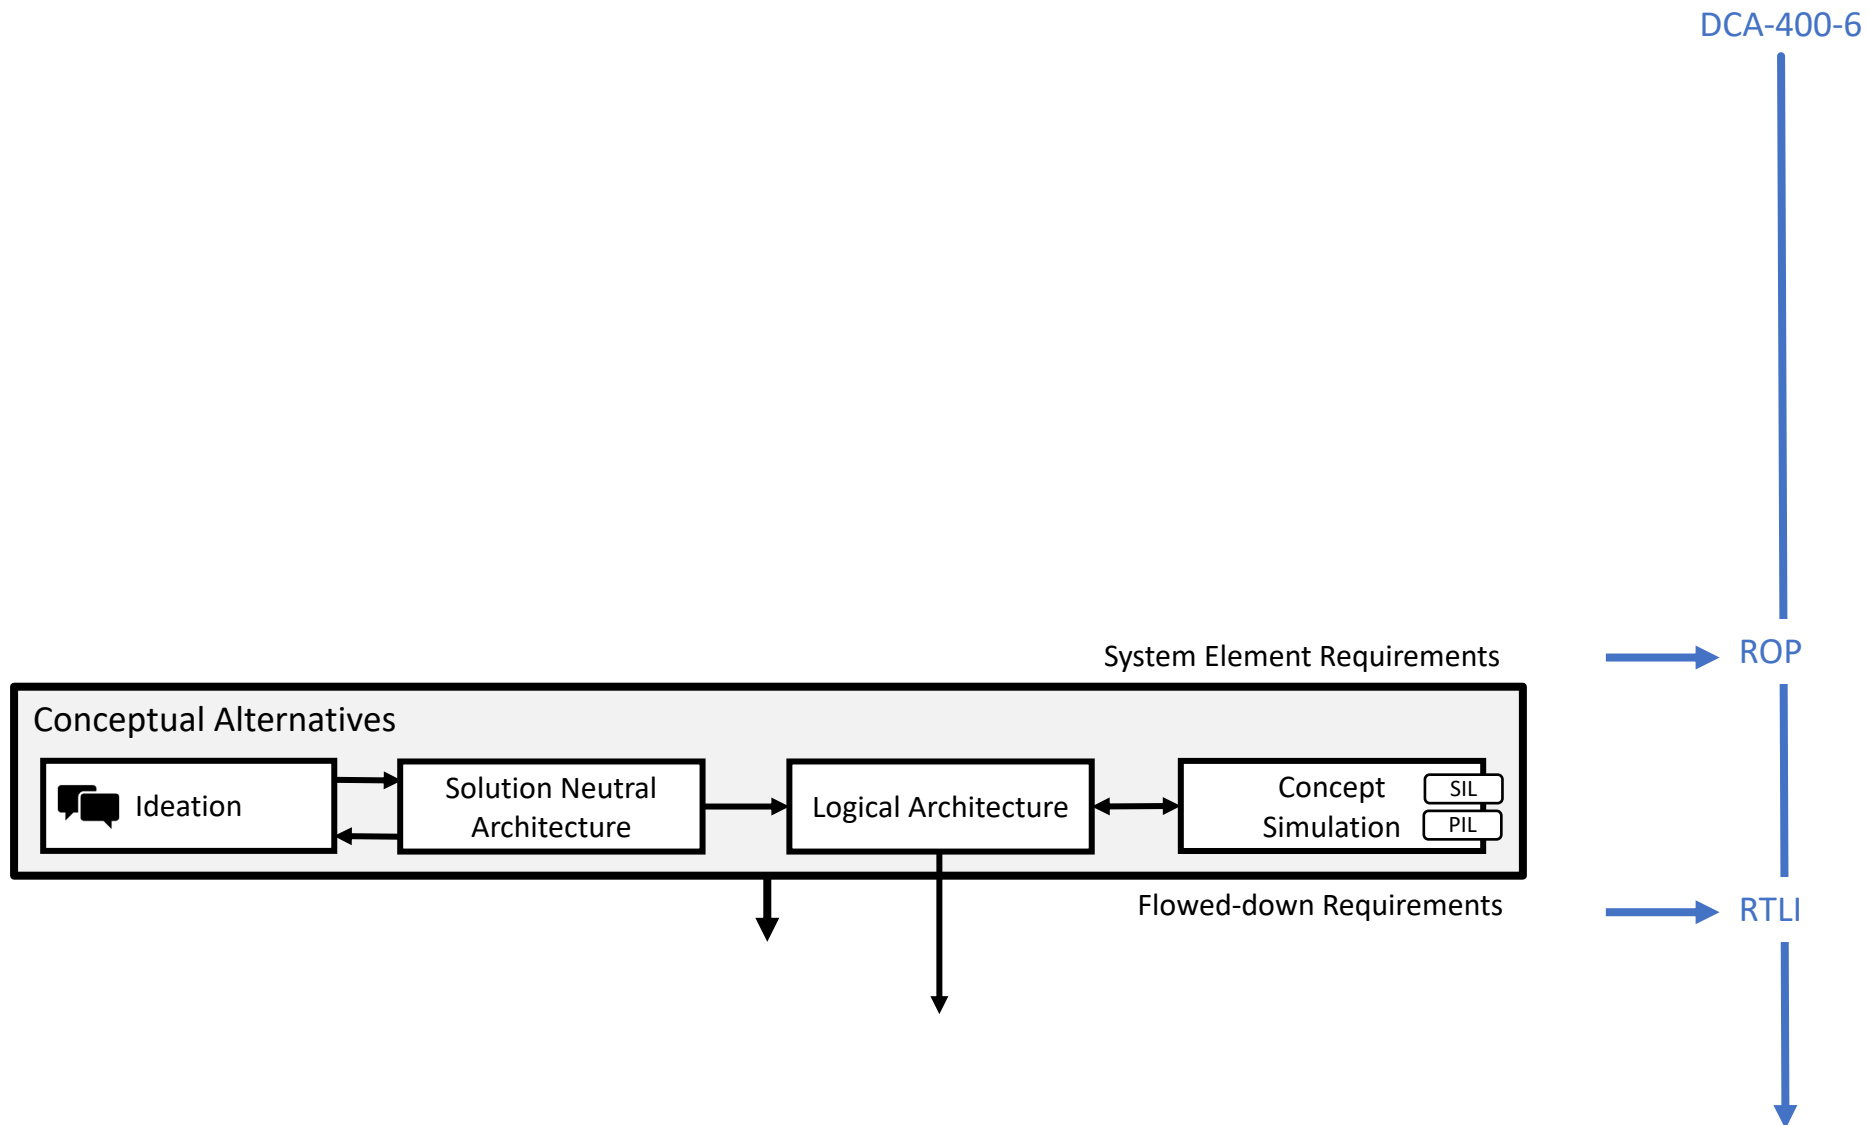 DCA-400-6
System Element Requirements
ROP
Conceptual Alternatives
Ideation
Solution Neutral
Architecture
Logical Architecture
Concept
Simulation
SIL
PIL
Flowed-down Requirements
RTLI